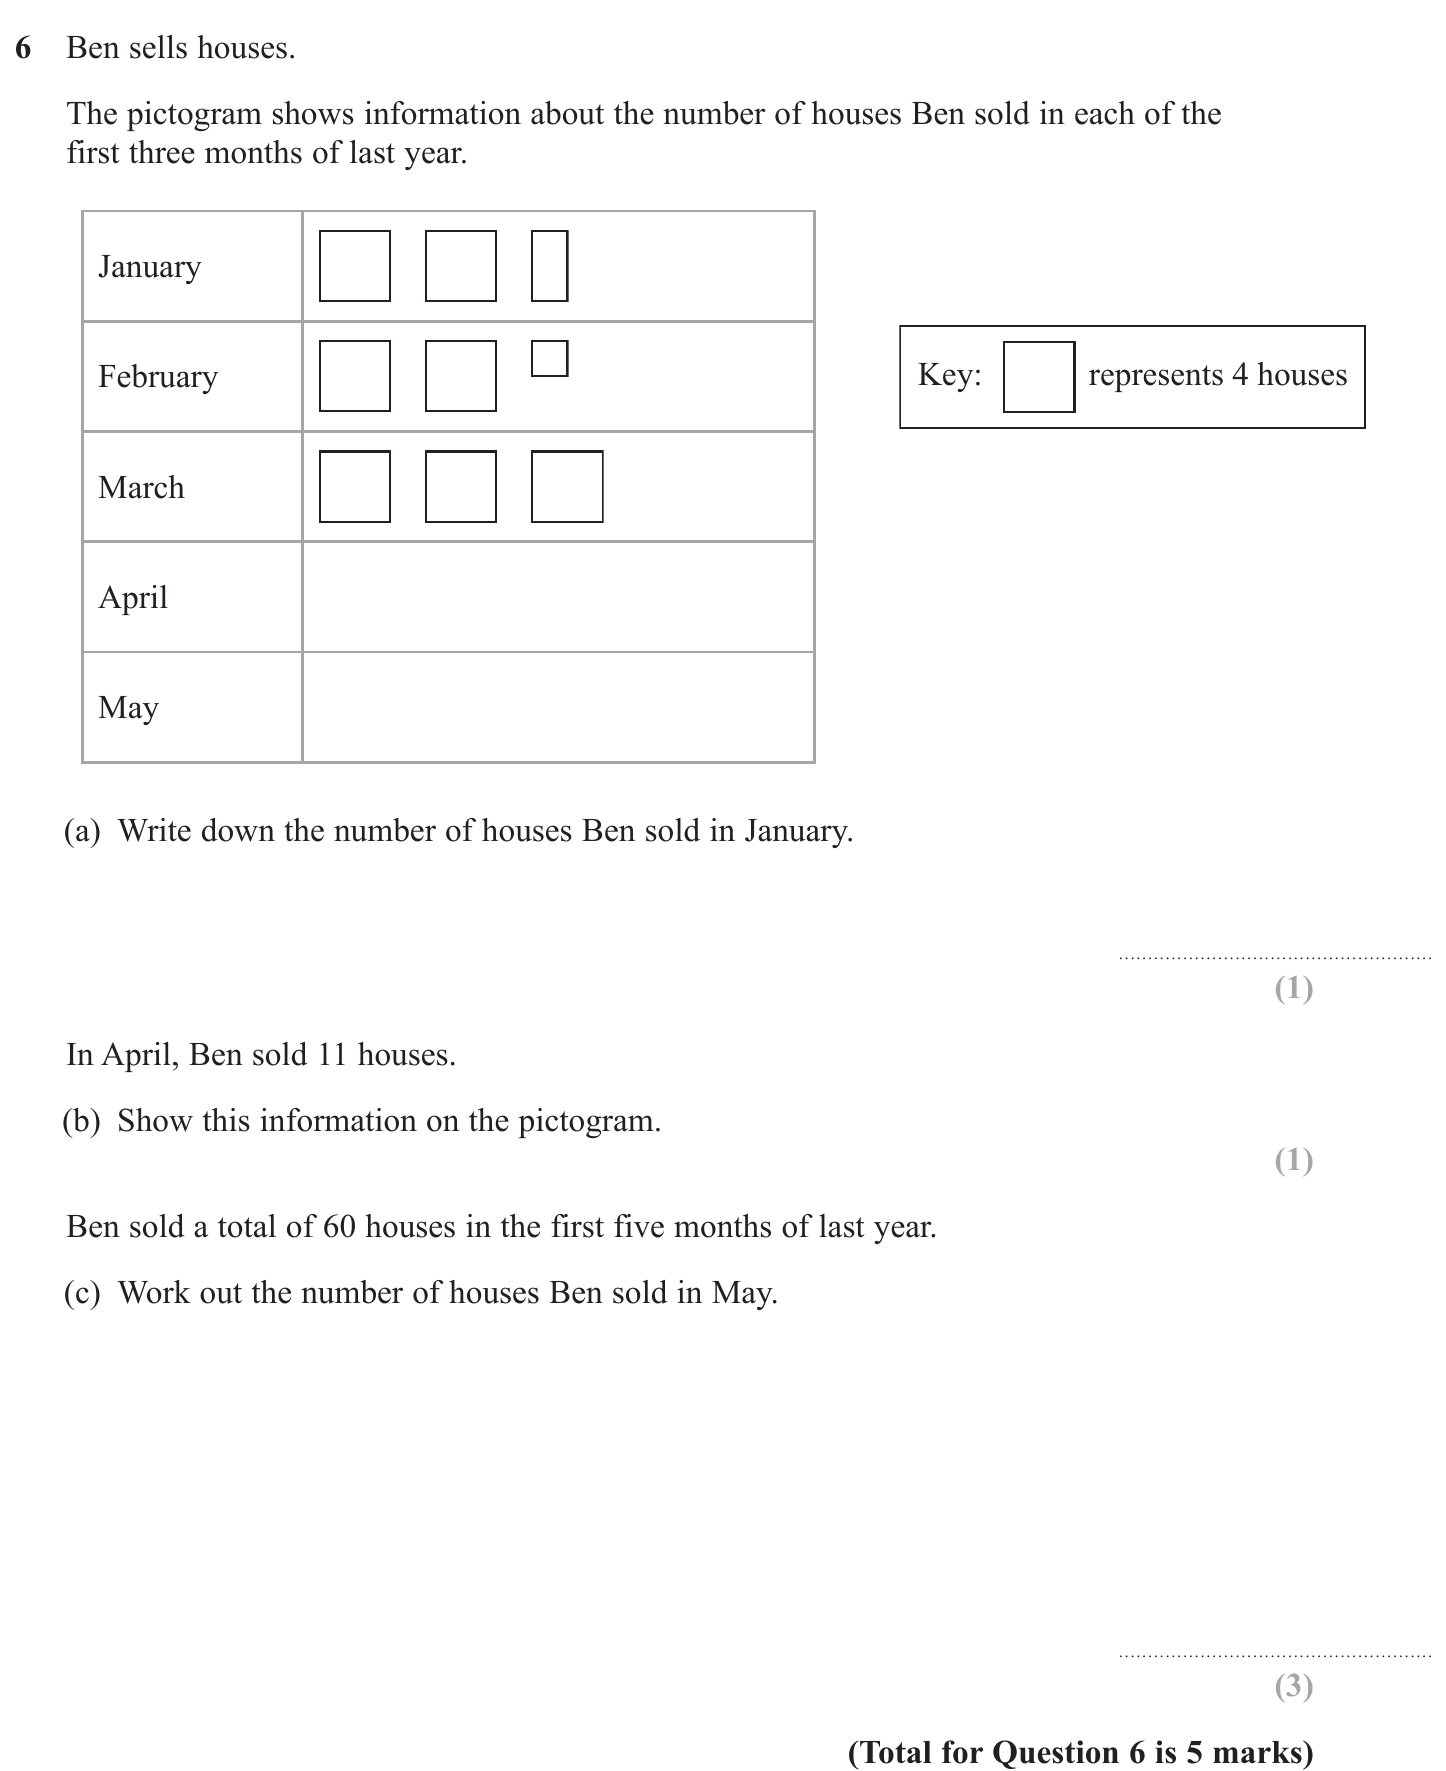 6 Ben sells houses.
The pictogram shows information about the number of houses Ben sold in each of the
first three months of last year.
January
February
Key: represents 4 houses
March
April
May
(a) Write down the number of houses Ben sold in January.
(1)
In April, Ben sold 11 houses.
(b) Show this information on the pictogram.
(1)
Ben sold a total of 60 houses in the first five months of last year.
(c) Work out the number of houses Ben sold in May.
(3)
(Total for Question 6 is 5 marks)